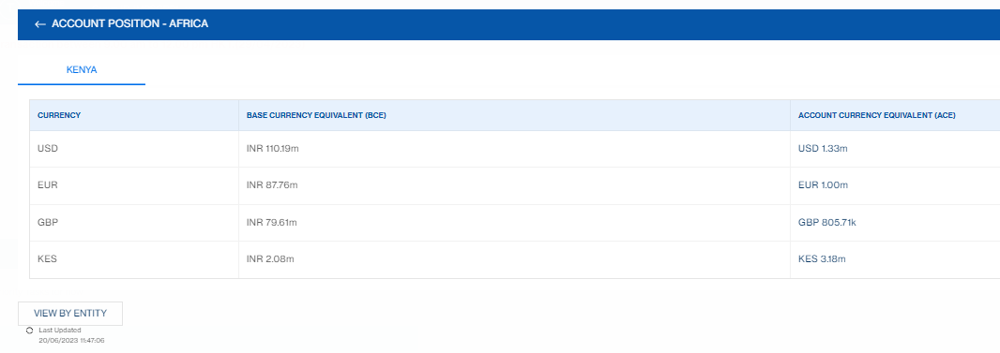 ← ACCOUNT POSITION - AFRICA
KENYA
CURRENCY BASE CURRENCY EQUIVALENT (BCE) ACCOUNT CURRENCY EQUIVALENT (ACE)
USD INR 110.19m USD 1.33m
EUR INR 87.76m EUR 1.00m
GBP INR 79.61m GBP 805.71k
KES INR 2.08m KES 3.18m
VIEW BY ENTITY
Last Updated
20/06/2023 11:47:06